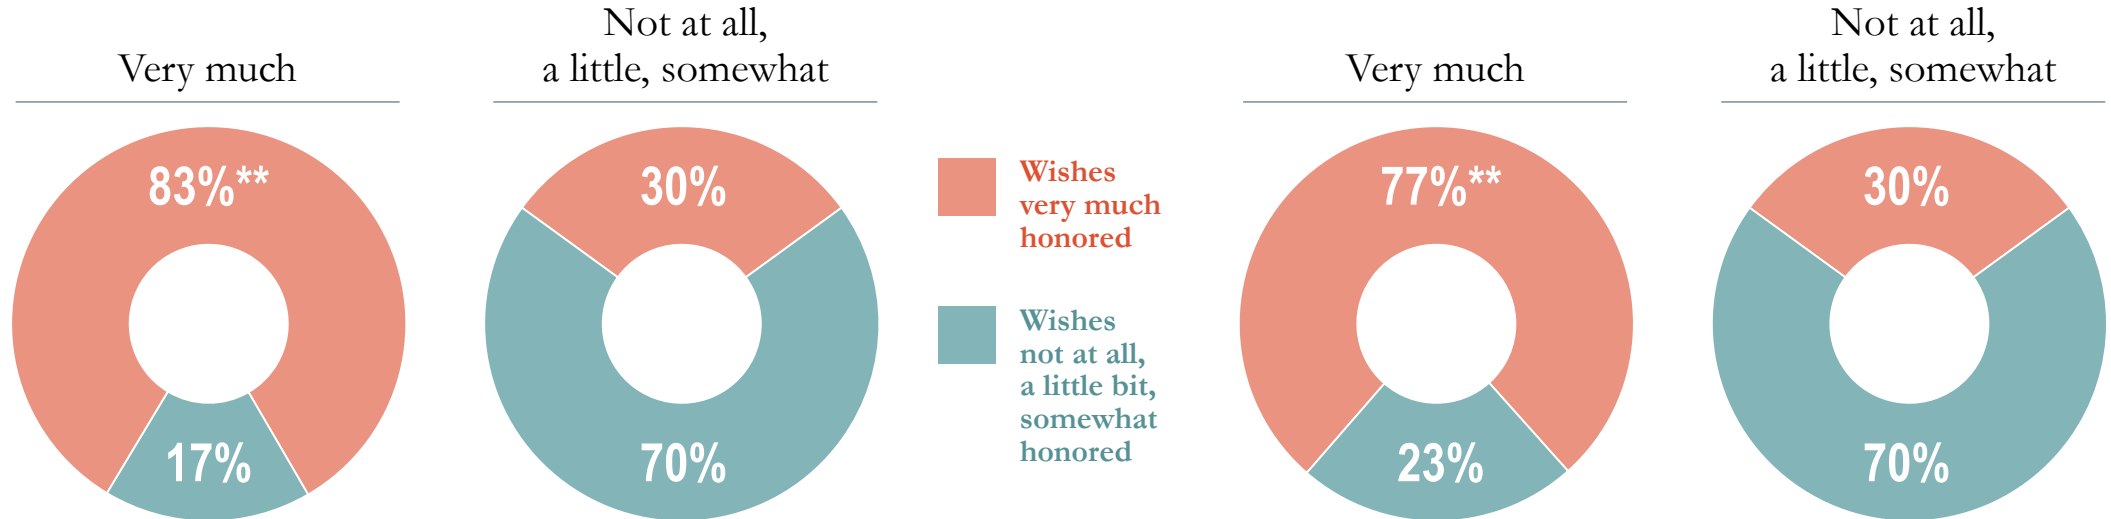 Very much
Not at all,
a little, somewhat
83%**
17%
30%
70%
Wishes
very much
honored
Wishes
not at all,
a little bit,
somewhat
honored
Very much
Not at all,
a little, somewhat
77%**
23%
30%
70%